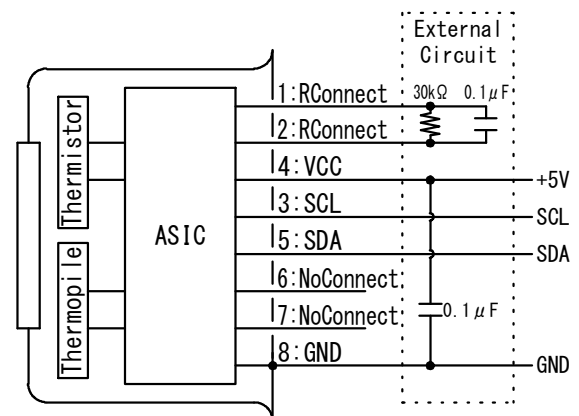 External
Circuit
1:RConnect
30kΩ
0.1μF
2:RConnect
4:VCC
+5V
3:SCL
SCL
5:SDA
SDA
6:NoConnect
7:NoConnect
0.1μF
8:GND
GND
Thermistor
Thermopile
ASIC